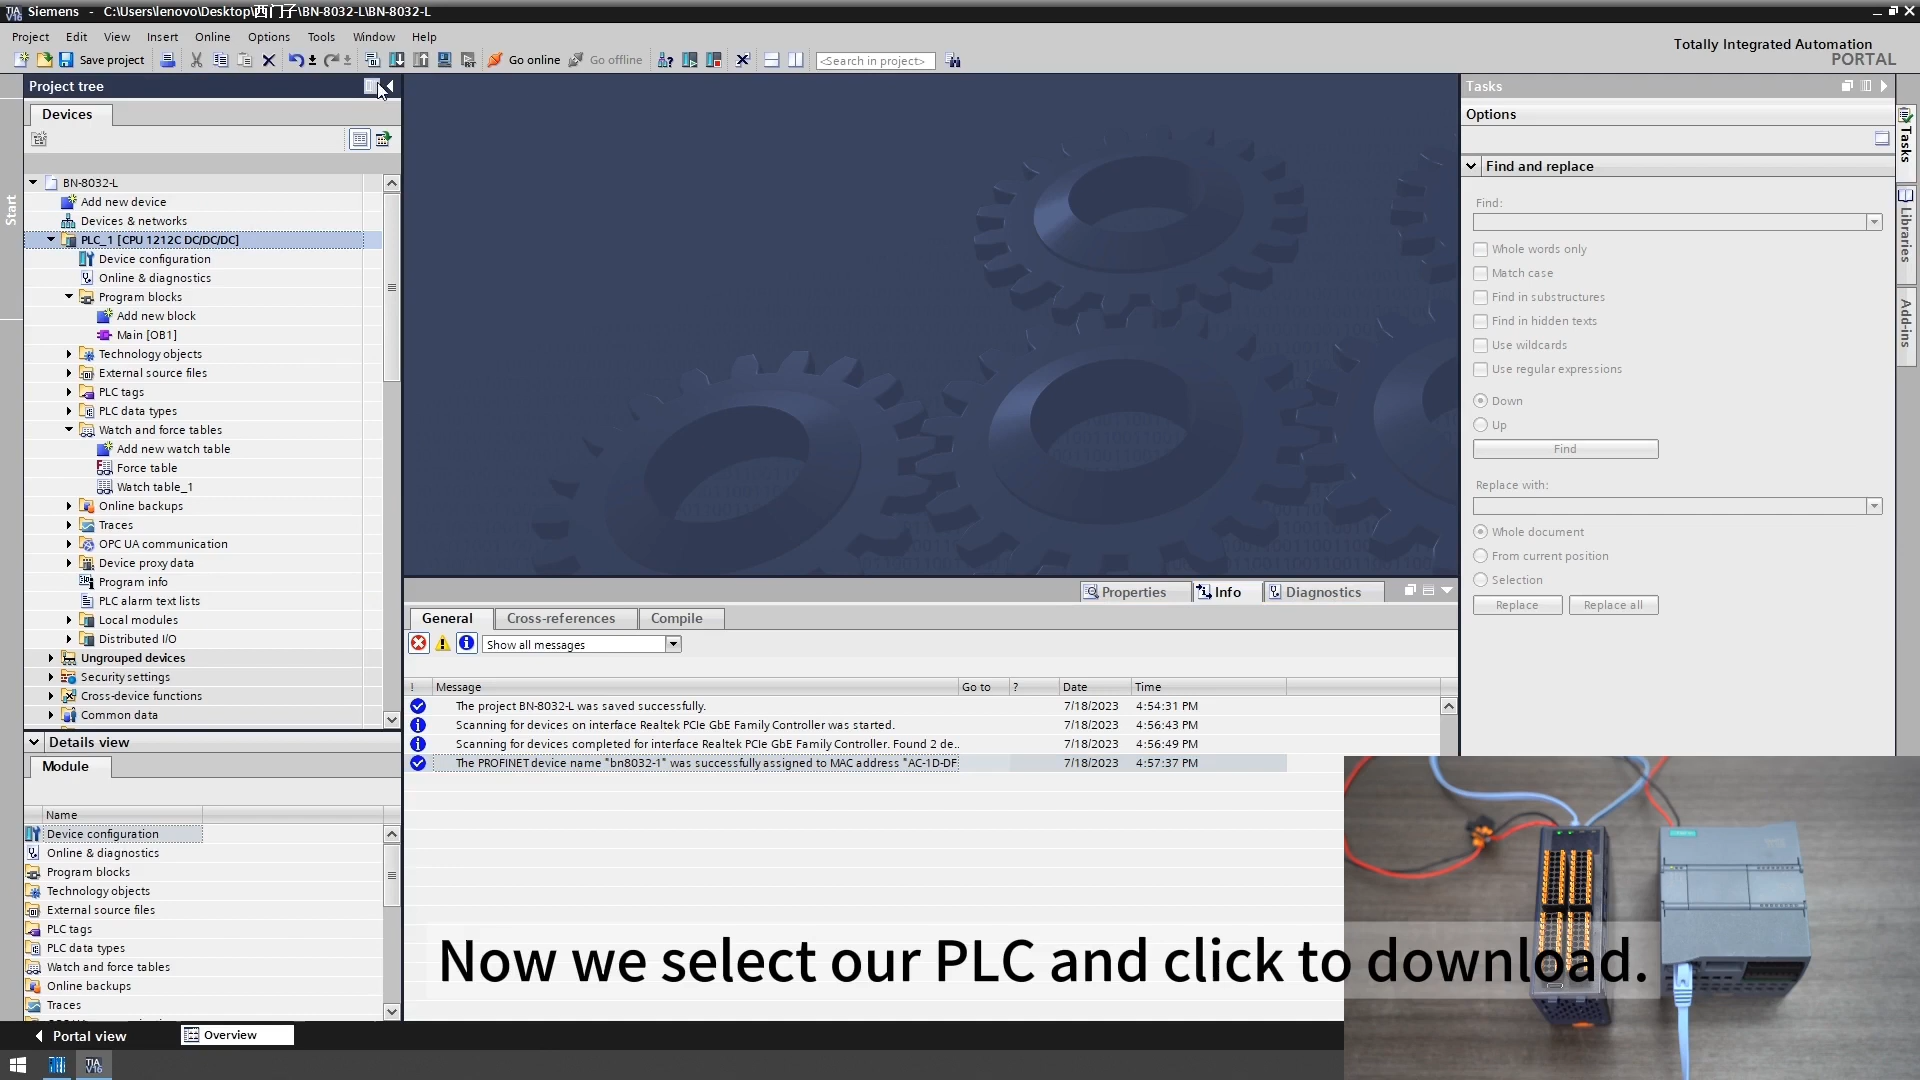 Siemens - C:\Users\lenovo\Desktop\西门子\BN-8032-L\BN-8032-L
Project Edit View Insert Online Options Tools Window Help
Totally Integrated Automation
PORTAL
Save project
Go online
Go offline
<Search in project>
Project tree
Devices
Start
BN-8032-L
Add new device
Devices & networks
PLC_1 [CPU 1212C DC/DC/DC]
Device configuration
Online & diagnostics
Program blocks
Add new block
Main [OB1]
Technology objects
External source files
PLC tags
PLC data types
Watch and force tables
Add new watch table
Force table
Watch table_1
Online backups
Traces
OPC UA communication
Device proxy data
Program info
PLC alarm text lists
Local modules
Distributed I/O
Ungrouped devices
Security settings
Cross-device functions
Common data
Details view
Module
Name
Device configuration
Online & diagnostics
Program blocks
Technology objects
External source files
PLC tags
PLC data types
Watch and force tables
Online backups
Traces
Properties
Info
Diagnostics
General
Cross-references
Compile
Show all messages
! Message Go to ? Date Time
The project BN-8032-L was saved successfully. 7/18/2023 4:54:31 PM
Scanning for devices on interface Realtek PCIe GbE Family Controller was started. 7/18/2023 4:56:43 PM
Scanning for devices completed for interface Realtek PCIe GbE Family Controller. Found 2 de.. 7/18/2023 4:56:49 PM
The PROFINET device name "bn8032-1" was successfully assigned to MAC address "AC-1D-DF 7/18/2023 4:57:37 PM
Tasks
Options
Find and replace
Find:
Whole words only
Match case
Find in substructures
Find in hidden texts
Use wildcards
Use regular expressions
Down
Up
Find
Replace with:
Whole document
From current position
Selection
Replace
Replace all
Tasks
Libraries
Add-ins
Now we select our PLC and click to download.
Portal view
Overview
TIA
V16
SIEMENS